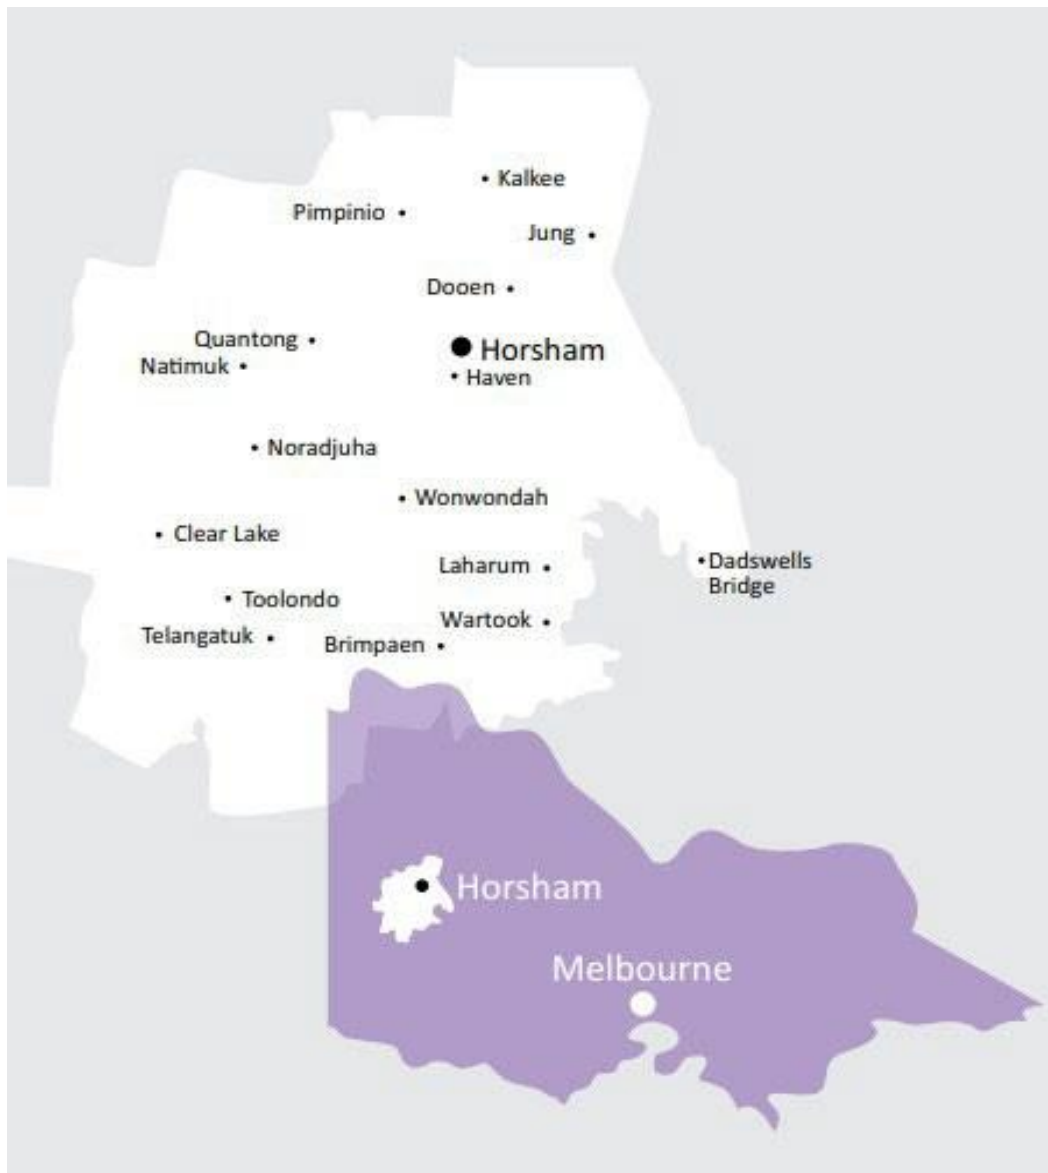 Kalkee
Pimpinio
Jung
Dooen
Quantong
Horsham
Natimuk
Haven
Noradjuha
Wonwondah
Clear Lake
Laharum
Dadswells
Bridge
Toolondo
Wartook
Telangatuk
Brimpaen
Horsham
Melbourne